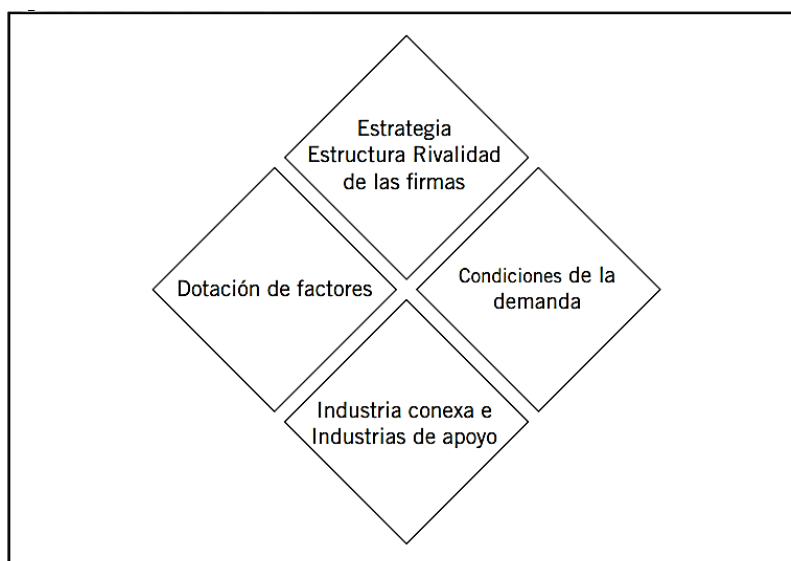 Estrategia
Estructura Rivalidad
de las firmas
Dotación de factores
Condiciones de la
demanda
Industria conexa e
Industrias de apoyo